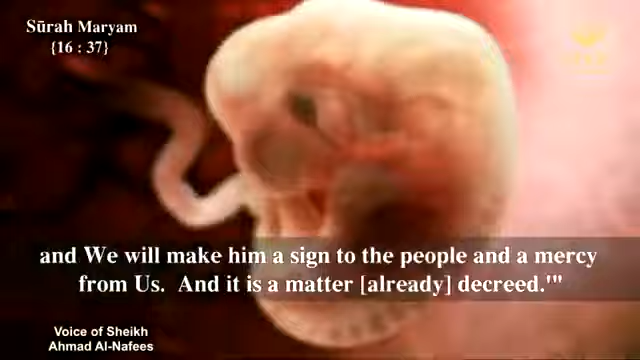 Sūrah Maryam
{16 : 37}
and We will make him a sign to the people and a mercy
from Us. And it is a matter [already] decreed.'"
Voice of Sheikh
Ahmad Al-Nafees